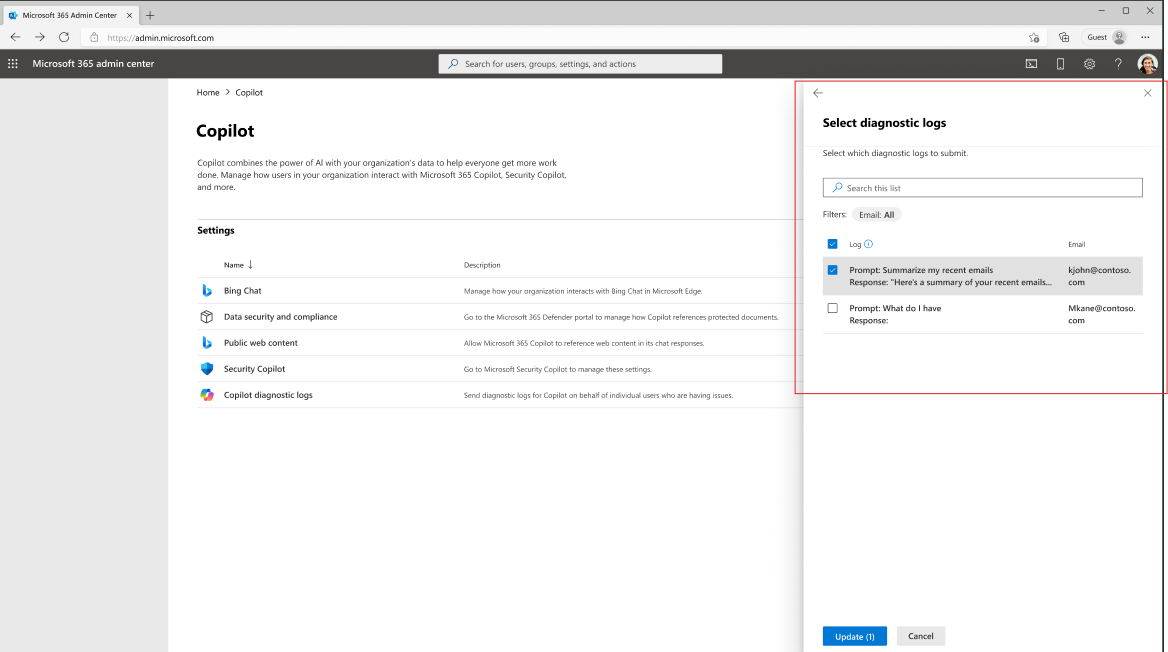 Microsoft 365 Admin Center
https://admin.microsoft.com
Guest
Microsoft 365 admin center
Search for users, groups, settings, and actions
Home > Copilot
Copilot
Copilot combines the power of AI with your organization's data to help everyone get more work
done. Manage how users in your organization interact with Microsoft 365 Copilot, Security Copilot,
and more.
Settings
Name ↓ Description
Bing Chat Manage how your organization interacts with Bing Chat in Microsoft Edge.
Data security and compliance Go to the Microsoft 365 Defender portal to manage how Copilot references protected documents.
Public web content Allow Microsoft 365 Copilot to reference web content in its chat responses.
Security Copilot Go to Microsoft Security Copilot to manage these settings.
Copilot diagnostic logs Send diagnostic logs for Copilot on behalf of individual users who are having issues.
Select diagnostic logs
Select which diagnostic logs to submit.
Search this list
Filters: Email: All
Log Email
Prompt: Summarize my recent emails kjohn@contoso.
Response: "Here's a summary of your recent emails... com
Prompt: What do I have Mkane@contoso.
Response: com
Update (1) Cancel